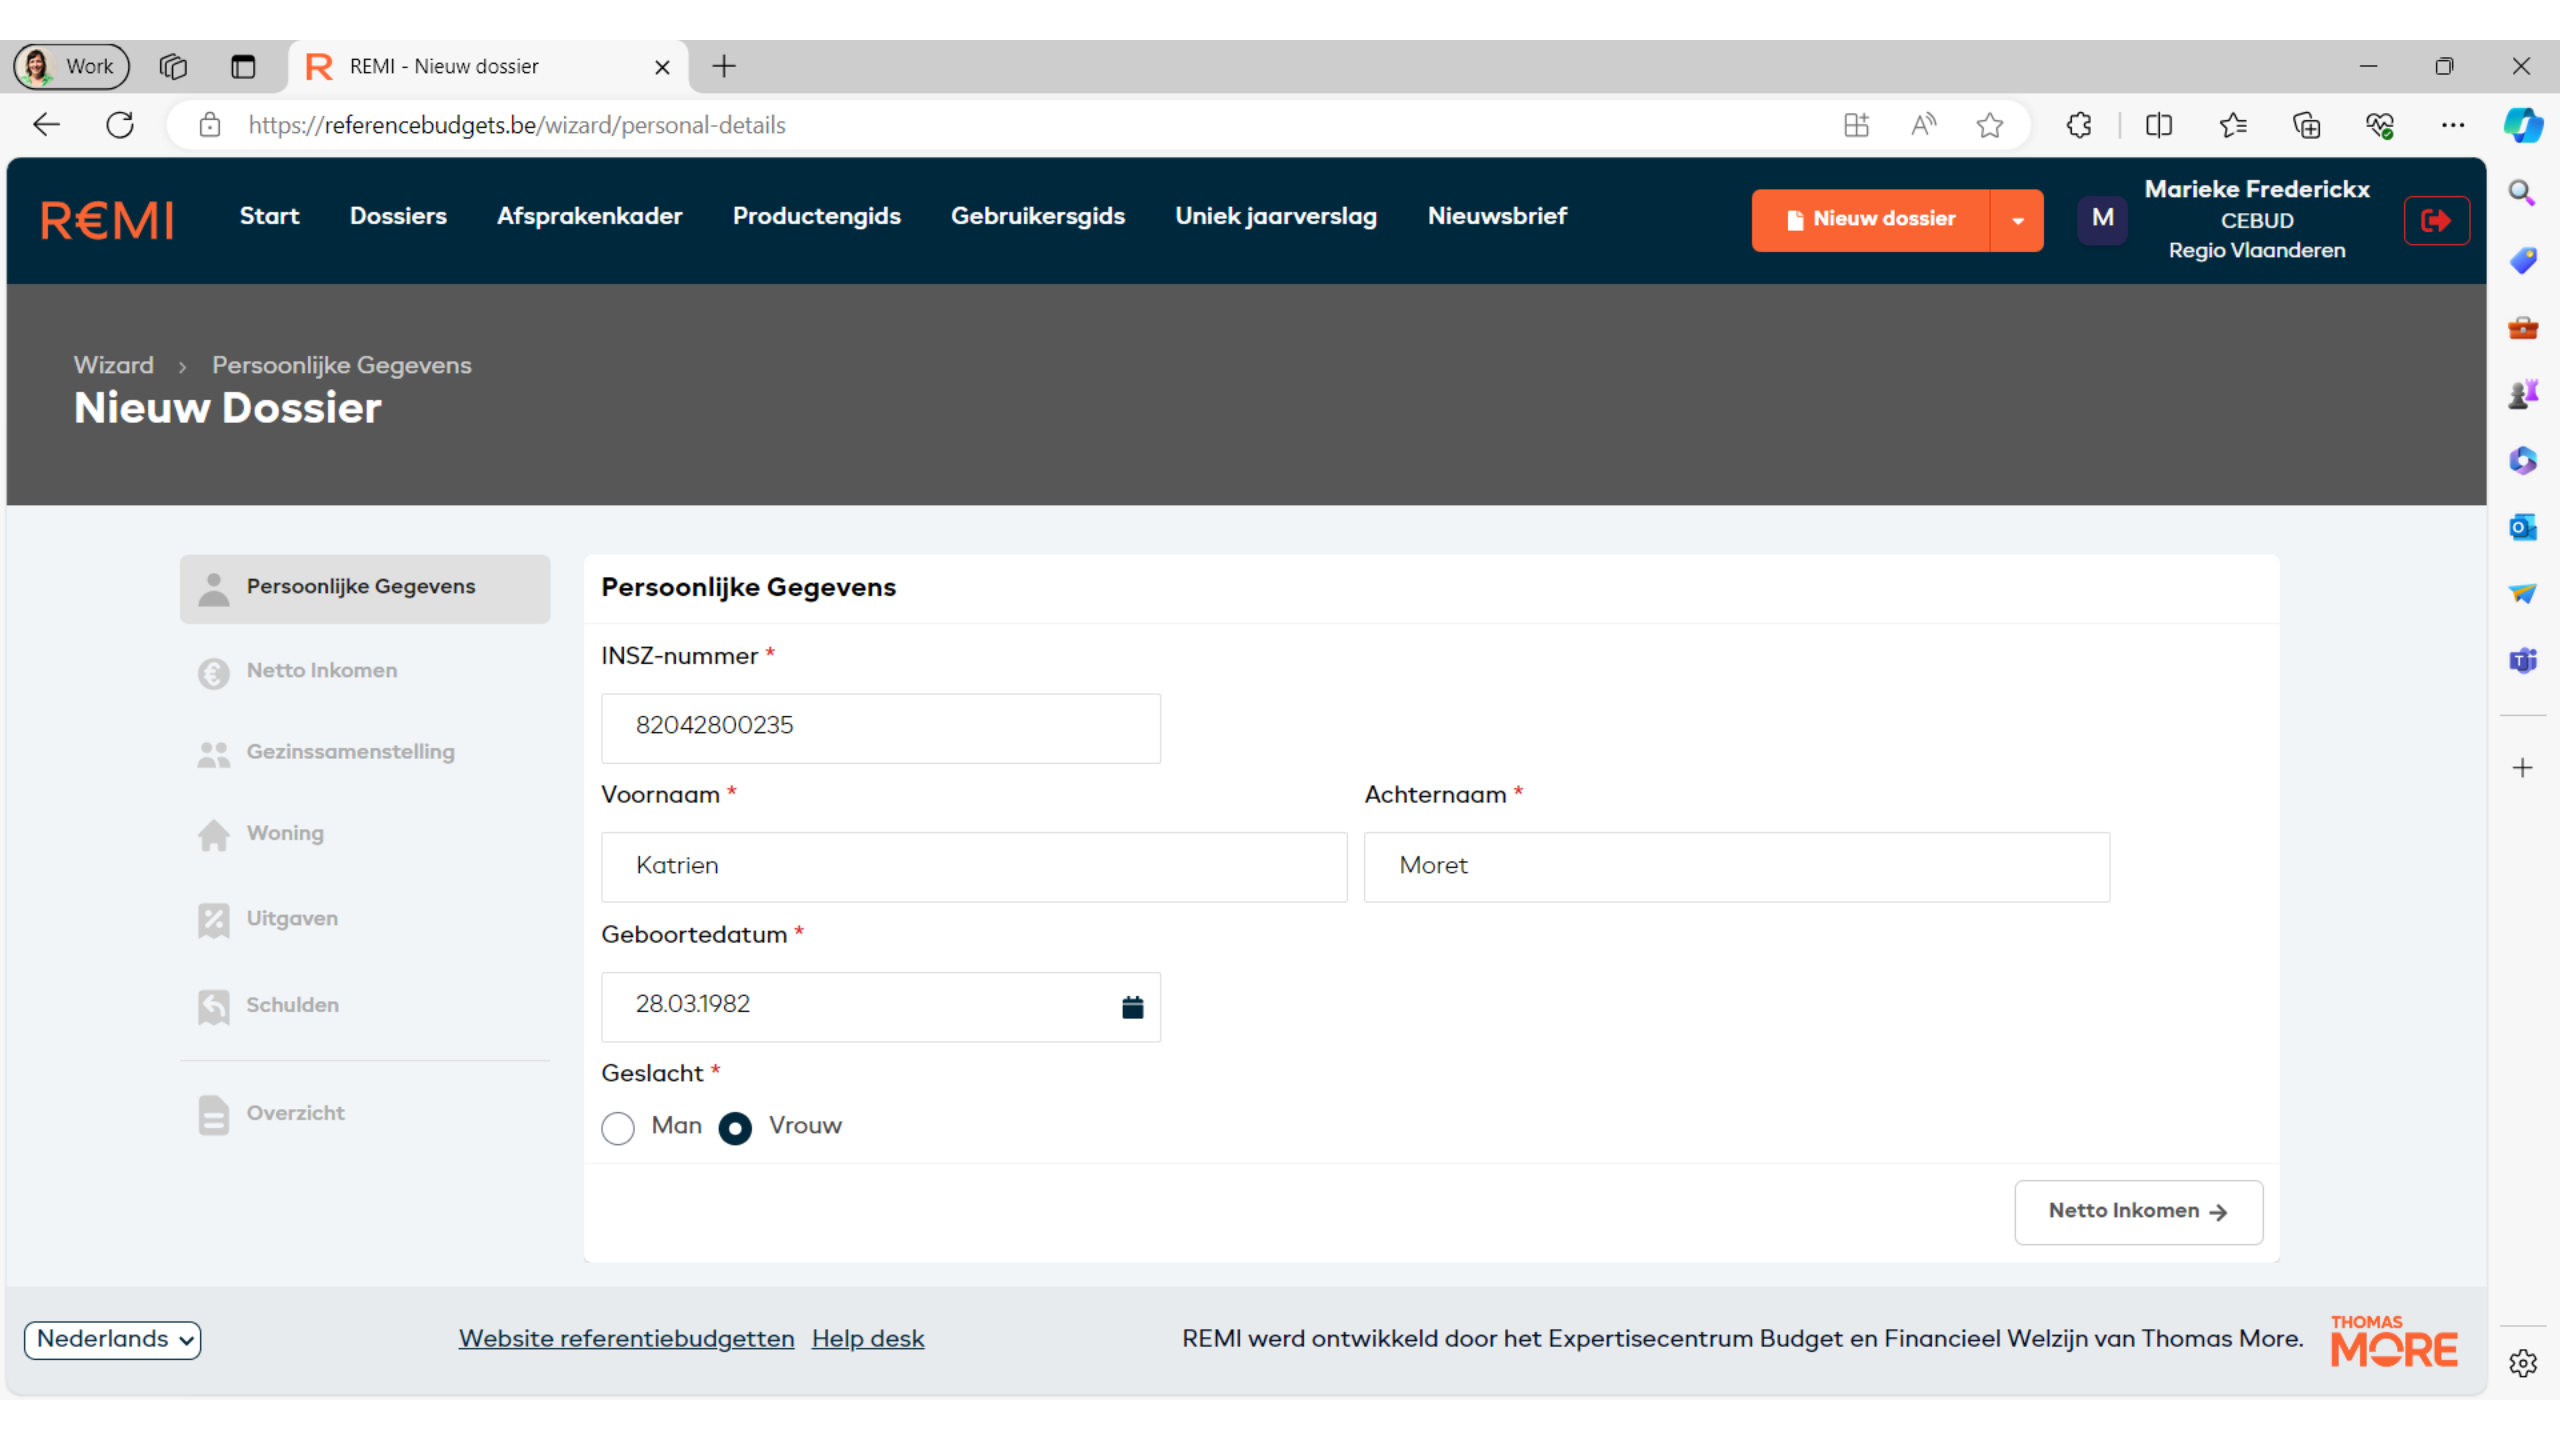 Work
REMI - Nieuw dossier
https://referencebudgets.be/wizard/personal-details
R€MI
Start
Dossiers
Afsprakenkader
Productengids
Gebruikersgids
Uniek jaarverslag
Nieuwsbrief
Nieuw dossier
M
Marieke Frederickx
CEBUD
Regio Vlaanderen
Wizard > Persoonlijke Gegevens
Nieuw Dossier
Persoonlijke Gegevens
Netto Inkomen
Gezinssamenstelling
Woning
Uitgaven
Schulden
Overzicht
Persoonlijke Gegevens
INSZ-nummer *
82042800235
Voornaam *
Achternaam *
Katrien
Moret
Geboortedatum *
28.03.1982
Geslacht *
Man
Vrouw
Netto Inkomen →
Nederlands
Website referentiebudgetten
Help desk
REMI werd ontwikkeld door het Expertisecentrum Budget en Financieel Welzijn van Thomas More.
THOMAS
MORE